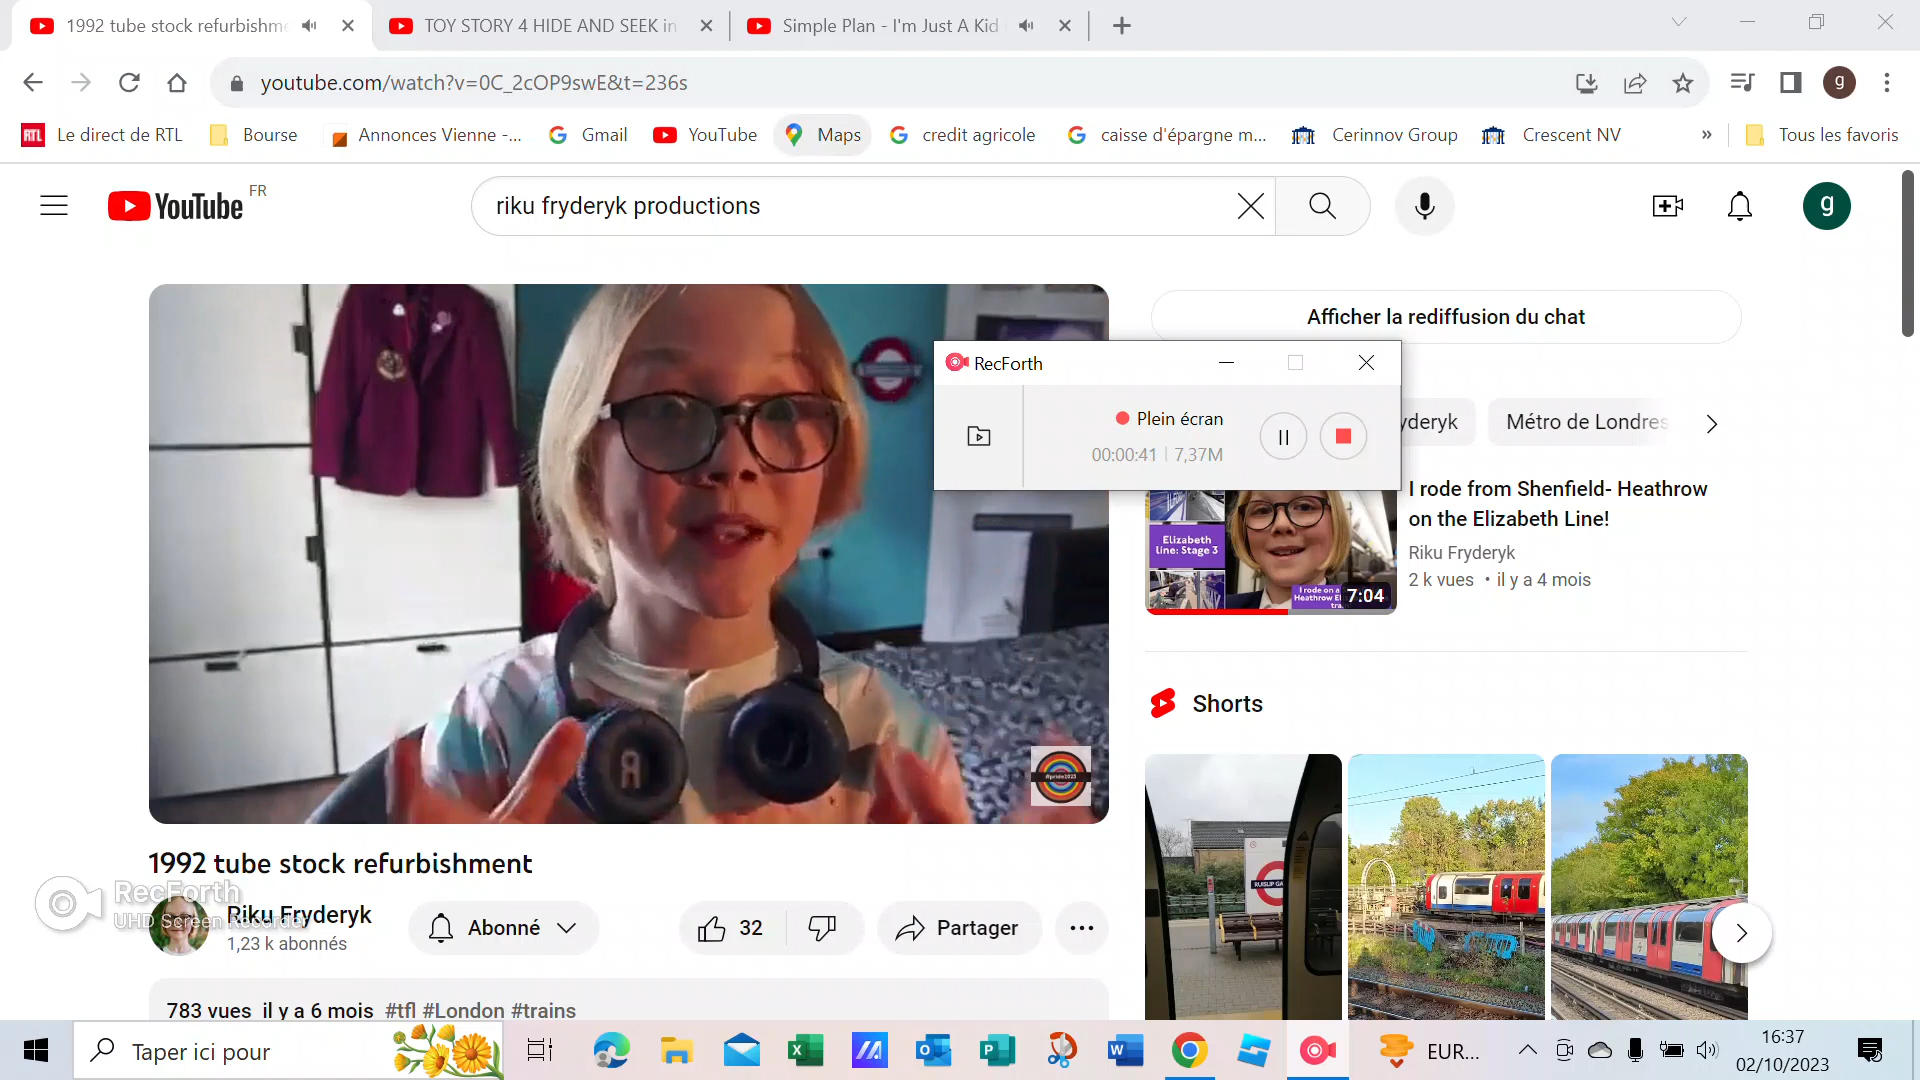 1992 tube stock refurbishme
TOY STORY 4 HIDE AND SEEK in
Simple Plan - I'm Just A Kid
youtube.com/watch?v=0C_2cOP9swE&t=236s
g
RTL Le direct de RTL
Bourse
Annonces Vienne -...
Gmail
YouTube
Maps
credit agricole
caisse d'épargne m...
Cerinnov Group
Crescent NV
»
Tous les favoris
YouTube FR
riku fryderyk productions
g
Afficher la rediffusion du chat
RecForth
Plein écran
00:00:41 | 7,37M
yderyk
Métro de Londres
I rode from Shenfield- Heathrow
on the Elizabeth Line!
Riku Fryderyk
2 k vues • il y a 4 mois
Elizabeth
line: Stage 3
I rode on a
Heathrow
7:04
Shorts
#pride2023
1992 tube stock refurbishment
RecForth
UHD Screen Recorder
Riku Fryderyk
1,23 k abonnés
Abonné
32
Partager
783 vues il y a 6 mois #tfl #London #trains
Taper ici pour
EUR...
16:37
02/10/2023